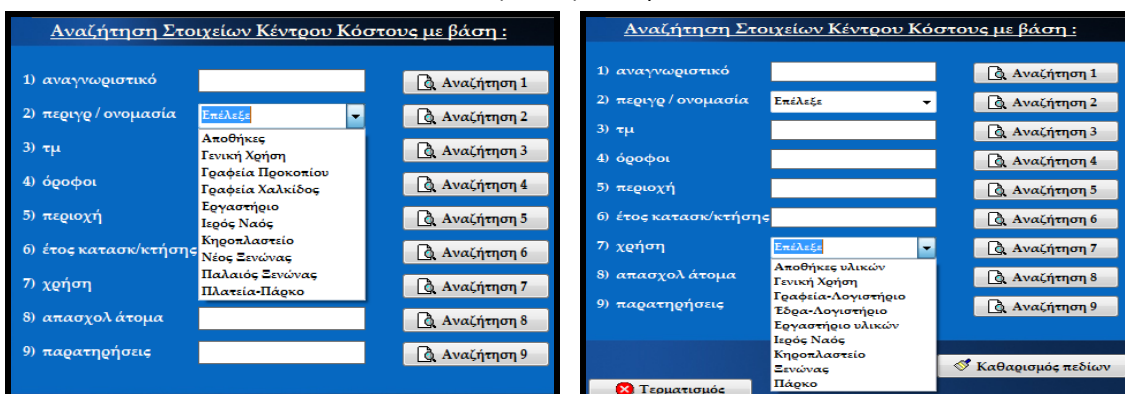 Αναζήτηση Στοιχείων Κέντρου Κόστους με βάση :
1) αναγνωριστικό
Αναζήτηση 1
2) περιγρ / ονομασία
Επέλεξε
Αναζήτηση 2
Αποθήκες
Γενική Χρήση
Γραφεία Προκοπίου
Γραφεία Χαλκίδος
Εργαστήριο
Ιερός Ναός
Κηροπλαστείο
Νέος Ξενώνας
Παλαιός Ξενώνας
Πλατεία-Πάρκο
3) τμ
Αναζήτηση 3
4) όροφοι
Αναζήτηση 4
5) περιοχή
Αναζήτηση 5
6) έτος κατασκ/κτήσης
Αναζήτηση 6
7) χρήση
Αναζήτηση 7
8) απασχολ άτομα
Αναζήτηση 8
9) παρατηρήσεις
Αναζήτηση 9
Αναζήτηση Στοιχείων Κέντρου Κόστους με βάση :
1) αναγνωριστικό
Αναζήτηση 1
2) περιγρ / ονομασία
Επέλεξε
Αναζήτηση 2
3) τμ
Αναζήτηση 3
4) όροφοι
Αναζήτηση 4
5) περιοχή
Αναζήτηση 5
6) έτος κατασκ/κτήσης
Αναζήτηση 6
7) χρήση
Επέλεξε
Αναζήτηση 7
Αποθήκες υλικών
Γενική Χρήση
Γραφεία-Λογιστήριο
Έδρα-Λογιστήριο
Εργαστήριο υλικών
Ιερός Ναός
Κηροπλαστείο
Ξενώνας
Πάρκο
8) απασχολ άτομα
Αναζήτηση 8
9) παρατηρήσεις
Αναζήτηση 9
Καθαρισμός πεδίων
Τερματισμός